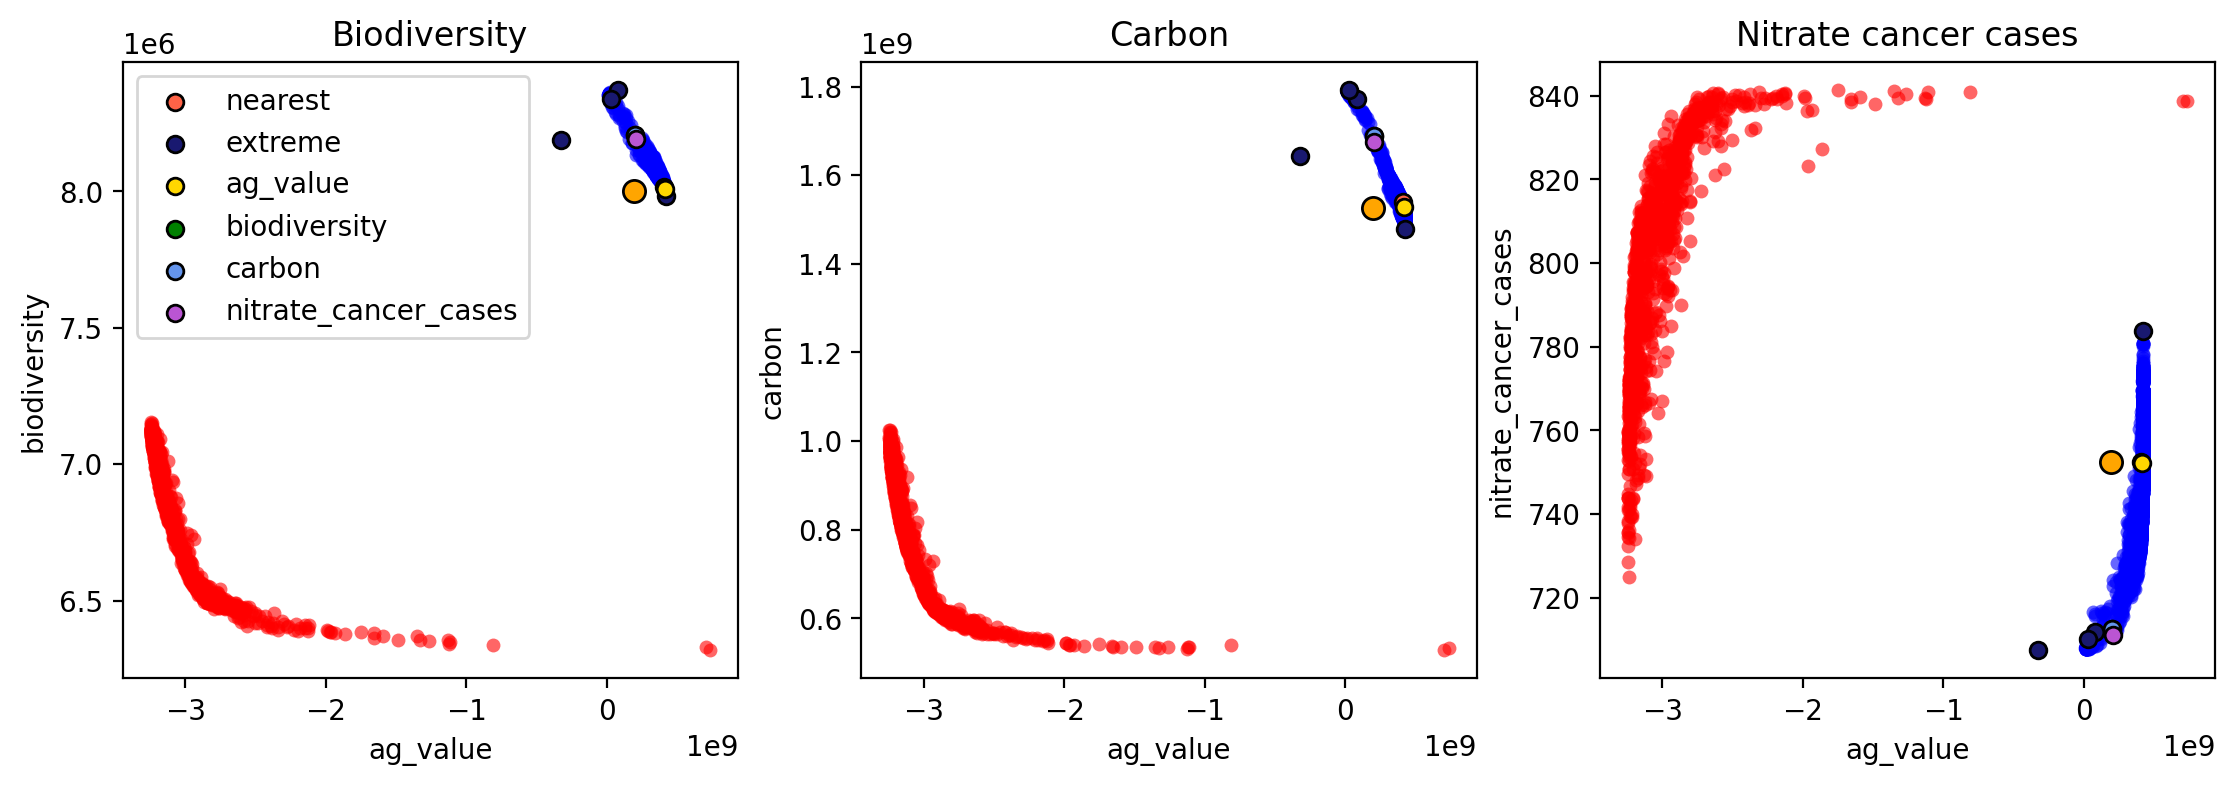 Biodiversity
1e6
nearest
extreme
ag_value
biodiversity
carbon
nitrate_cancer_cases
8.0
7.5
7.0
6.5
biodiversity
−3 −2 −1 0
1e9
ag_value
Carbon
1e9
1.8
1.6
1.4
1.2
1.0
0.8
0.6
carbon
−3 −2 −1 0
1e9
ag_value
Nitrate cancer cases
840
820
800
780
760
740
720
nitrate_cancer_cases
−3 −2 −1 0
1e9
ag_value